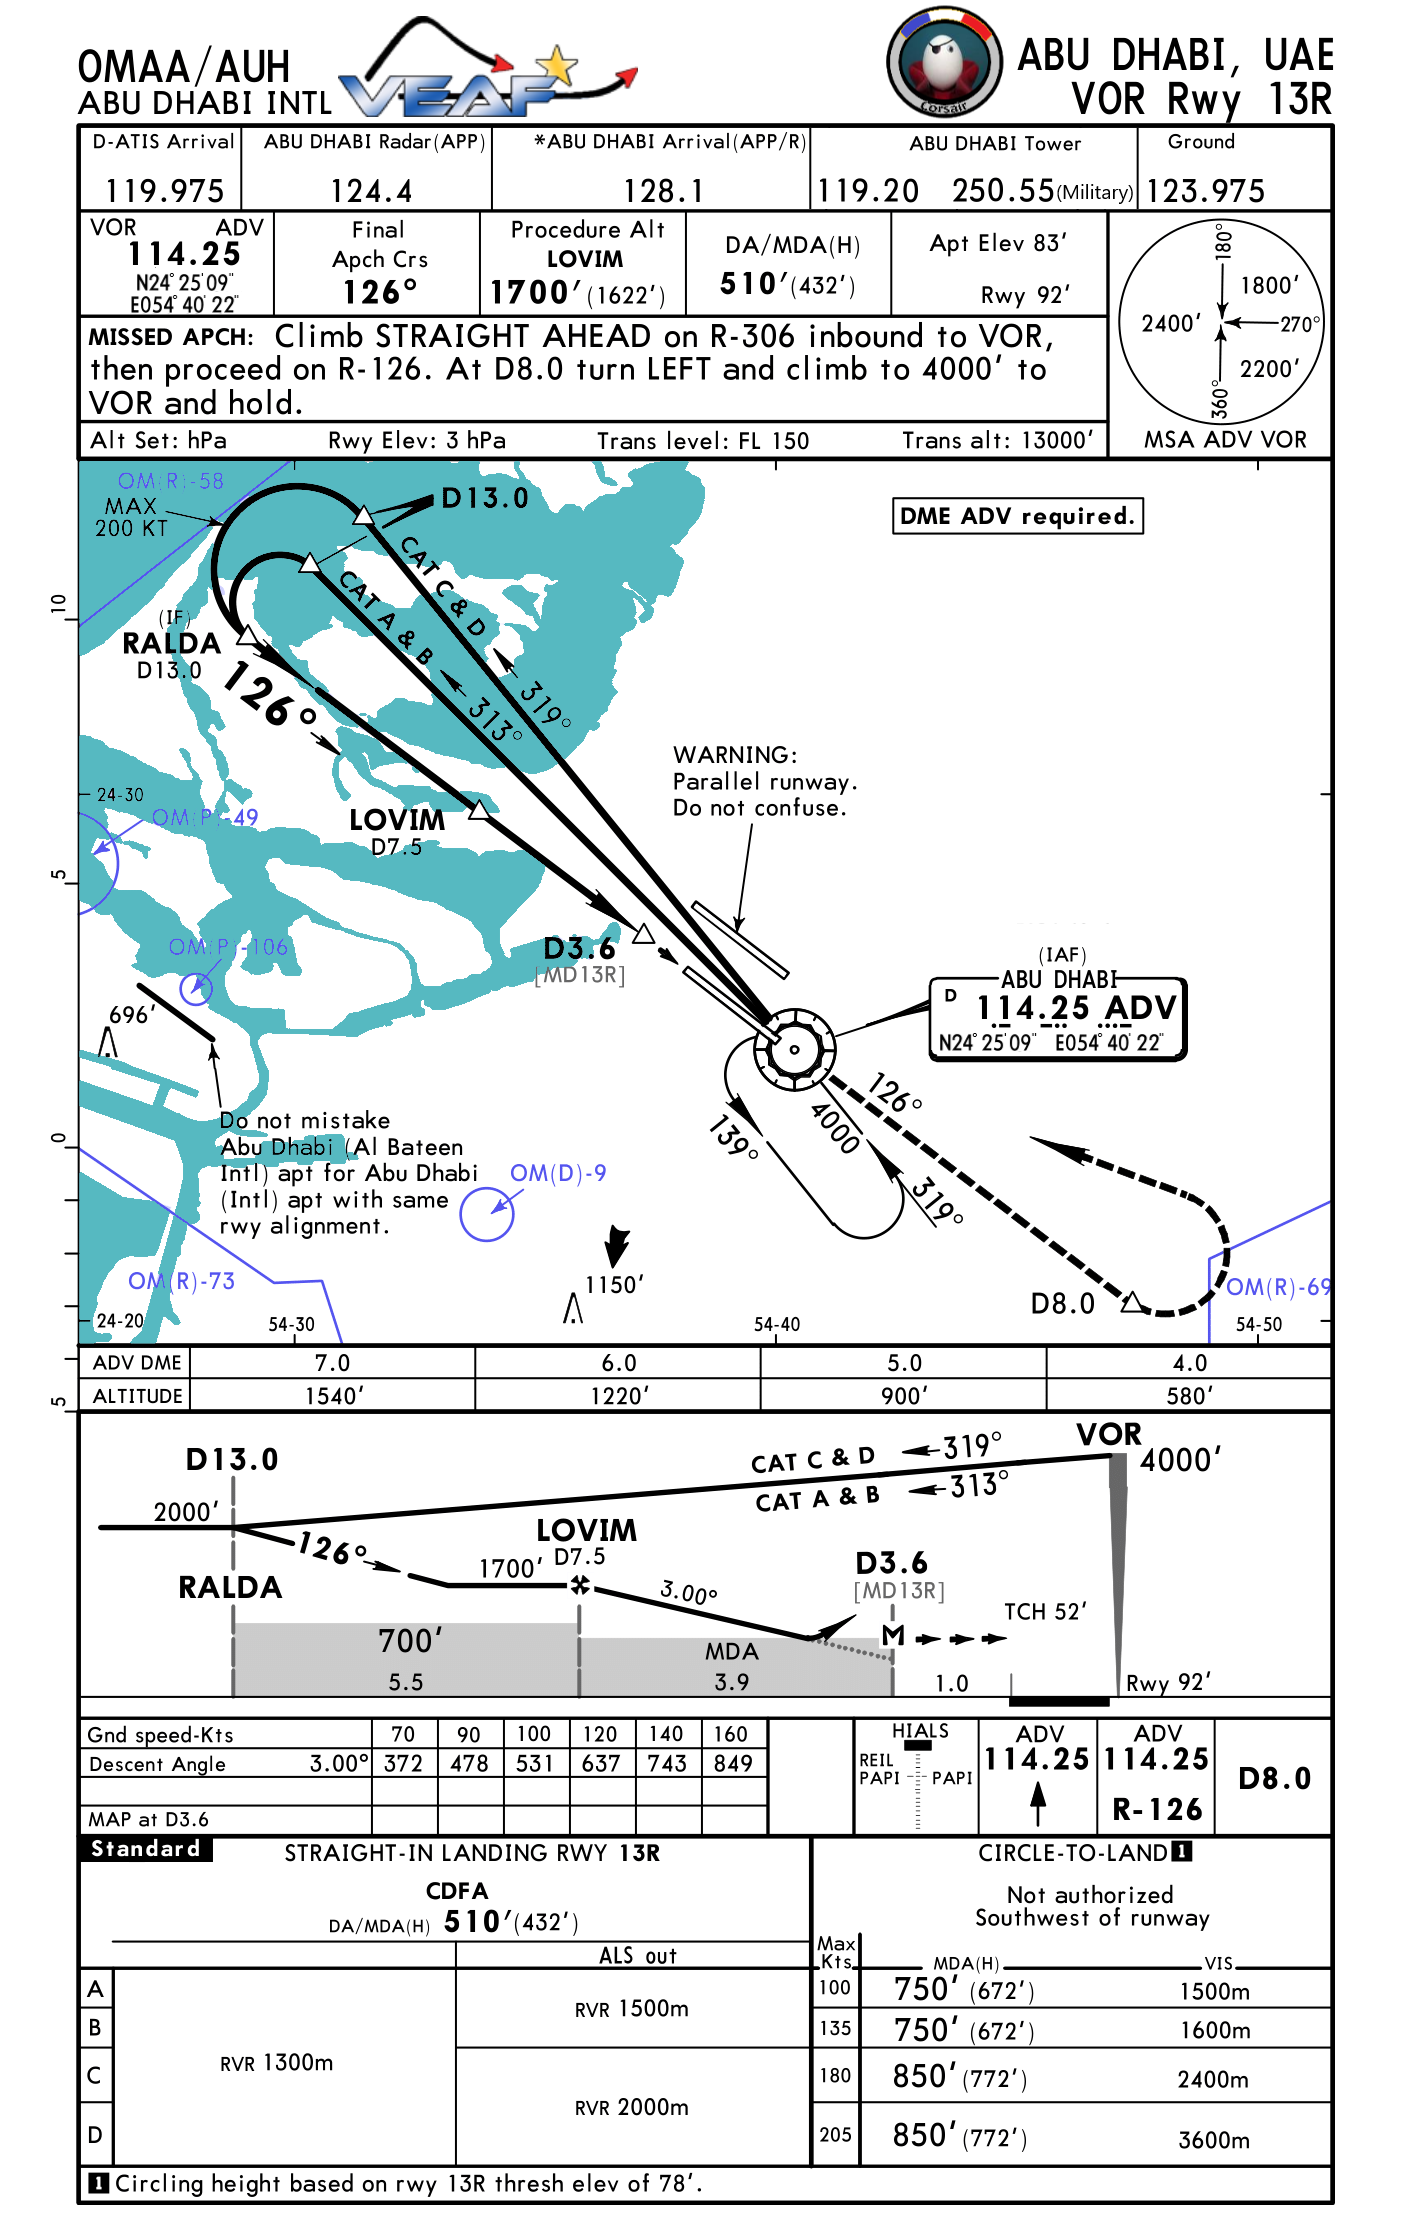 OMAA/AUH
ABU DHABI INTL
VEAF
Corsair
ABU DHABI, UAE
VOR Rwy 13R
D-ATIS Arrival
119.975
ABU DHABI Radar(APP)
124.4
*ABU DHABI Arrival(APP/R)
128.1
ABU DHABI Tower
119.20 250.55(Military)
Ground
123.975
VOR ADV
114.25
N24°25'09"
E054°40'22"
Final
Apch Crs
126°
Procedure Alt
LOVIM
1700' (1622')
DA/MDA(H)
510'(432')
Apt Elev 83'
Rwy 92'
MISSED APCH: Climb STRAIGHT AHEAD on R-306 inbound to VOR,
then proceed on R-126. At D8.0 turn LEFT and climb to 4000' to
VOR and hold.
180°
1800'
2400'
270°
2200'
360°
MSA ADV VOR
Alt Set: hPa Rwy Elev: 3 hPa Trans level: FL 150 Trans alt: 13000'
OM(R)-58
MAX
200 KT
D13.0
DME ADV required.
CAT C & D
CAT A & B
10
(IF)
RALDA
D13.0
126°
319°
313°
WARNING:
Parallel runway.
Do not confuse.
24-30
OM(P)-49
LOVIM
D7.5
5
OM(P)-106
D3.6
[MD13R]
(IAF)
ABU DHABI
D 114.25 ADV
N24°25'09" E054°40'22"
696'
126°
4000
139°
319°
Do not mistake
Abu Dhabi (Al Bateen
Intl) apt for Abu Dhabi
(Intl) apt with same
rwy alignment.
0
OM(D)-9
OM(R)-73
1150'
D8.0
OM(R)-69
24-20
54-30
54-40
54-50
5
ADV DME 7.0 6.0 5.0 4.0
ALTITUDE 1540' 1220' 900' 580'
D13.0
CAT C & D 319°
CAT A & B 313°
VOR
4000'
2000'
126°
RALDA
LOVIM
1700' D7.5
3.00°
D3.6
[MD13R]
M
TCH 52'
700'
MDA
5.5
3.9
1.0
Rwy 92'
Gnd speed-Kts 70 90 100 120 140 160
Descent Angle 3.00° 372 478 531 637 743 849
MAP at D3.6
HIALS
REIL
PAPI PAPI
ADV
114.25
ADV
114.25
R-126
D8.0
Standard
STRAIGHT-IN LANDING RWY 13R
CDFA
DA/MDA(H) 510'(432')
ALS out
A
B
C
D
RVR 1300m
RVR 1500m
RVR 2000m
CIRCLE-TO-LAND 1
Not authorized
Southwest of runway
Max
Kts MDA(H) VIS
100 750' (672') 1500m
135 750' (672') 1600m
180 850' (772') 2400m
205 850' (772') 3600m
1 Circling height based on rwy 13R thresh elev of 78'.